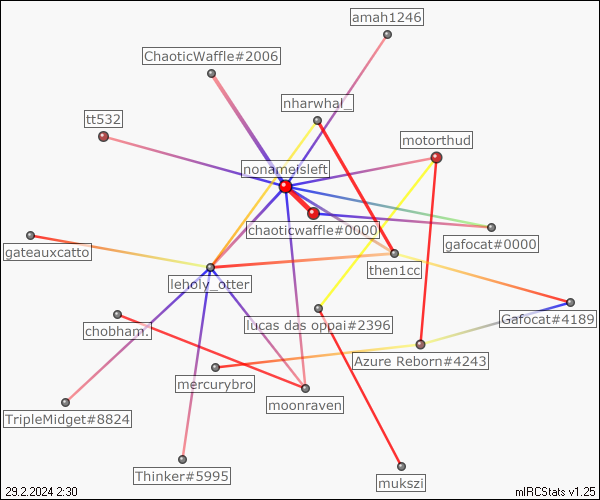 amah1246
ChaoticWaffle#2006
nharwhal_
tt532
motorthud
nonameisleft
chaoticwaffle#0000
gafocat#0000
gateauxcatto
then1cc
leholy_otter
Gafocat#4189
lucas das oppai#2396
chobham.
Azure Reborn#4243
mercurybro
moonraven
TripleMidget#8824
Thinker#5995
mukszi
29.2.2024 2:30
mIRCStats v1.25